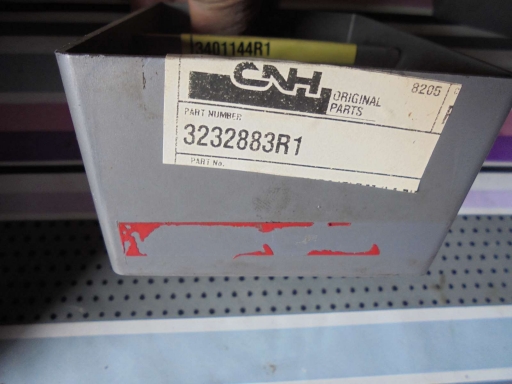 3401144R1
CNH
ORIGINAL
PARTS
8205
PART NUMBER
3232883R1
PART No.